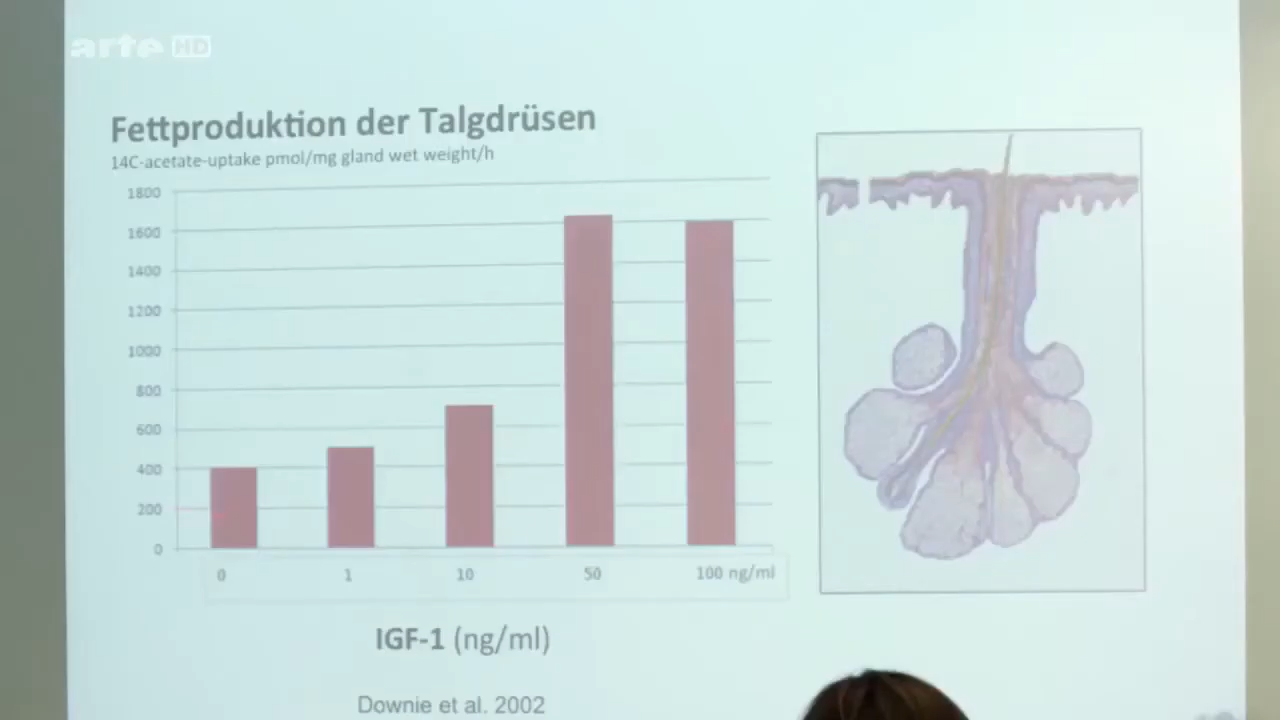 arte HD
Fettproduktion der Talgdrüsen
14C-acetate-uptake pmol/mg gland wet weight/h
1800
1600
1400
1200
1000
800
600
400
200
0
0 1 10 50 100 ng/ml
IGF-1 (ng/ml)
Downie et al. 2002